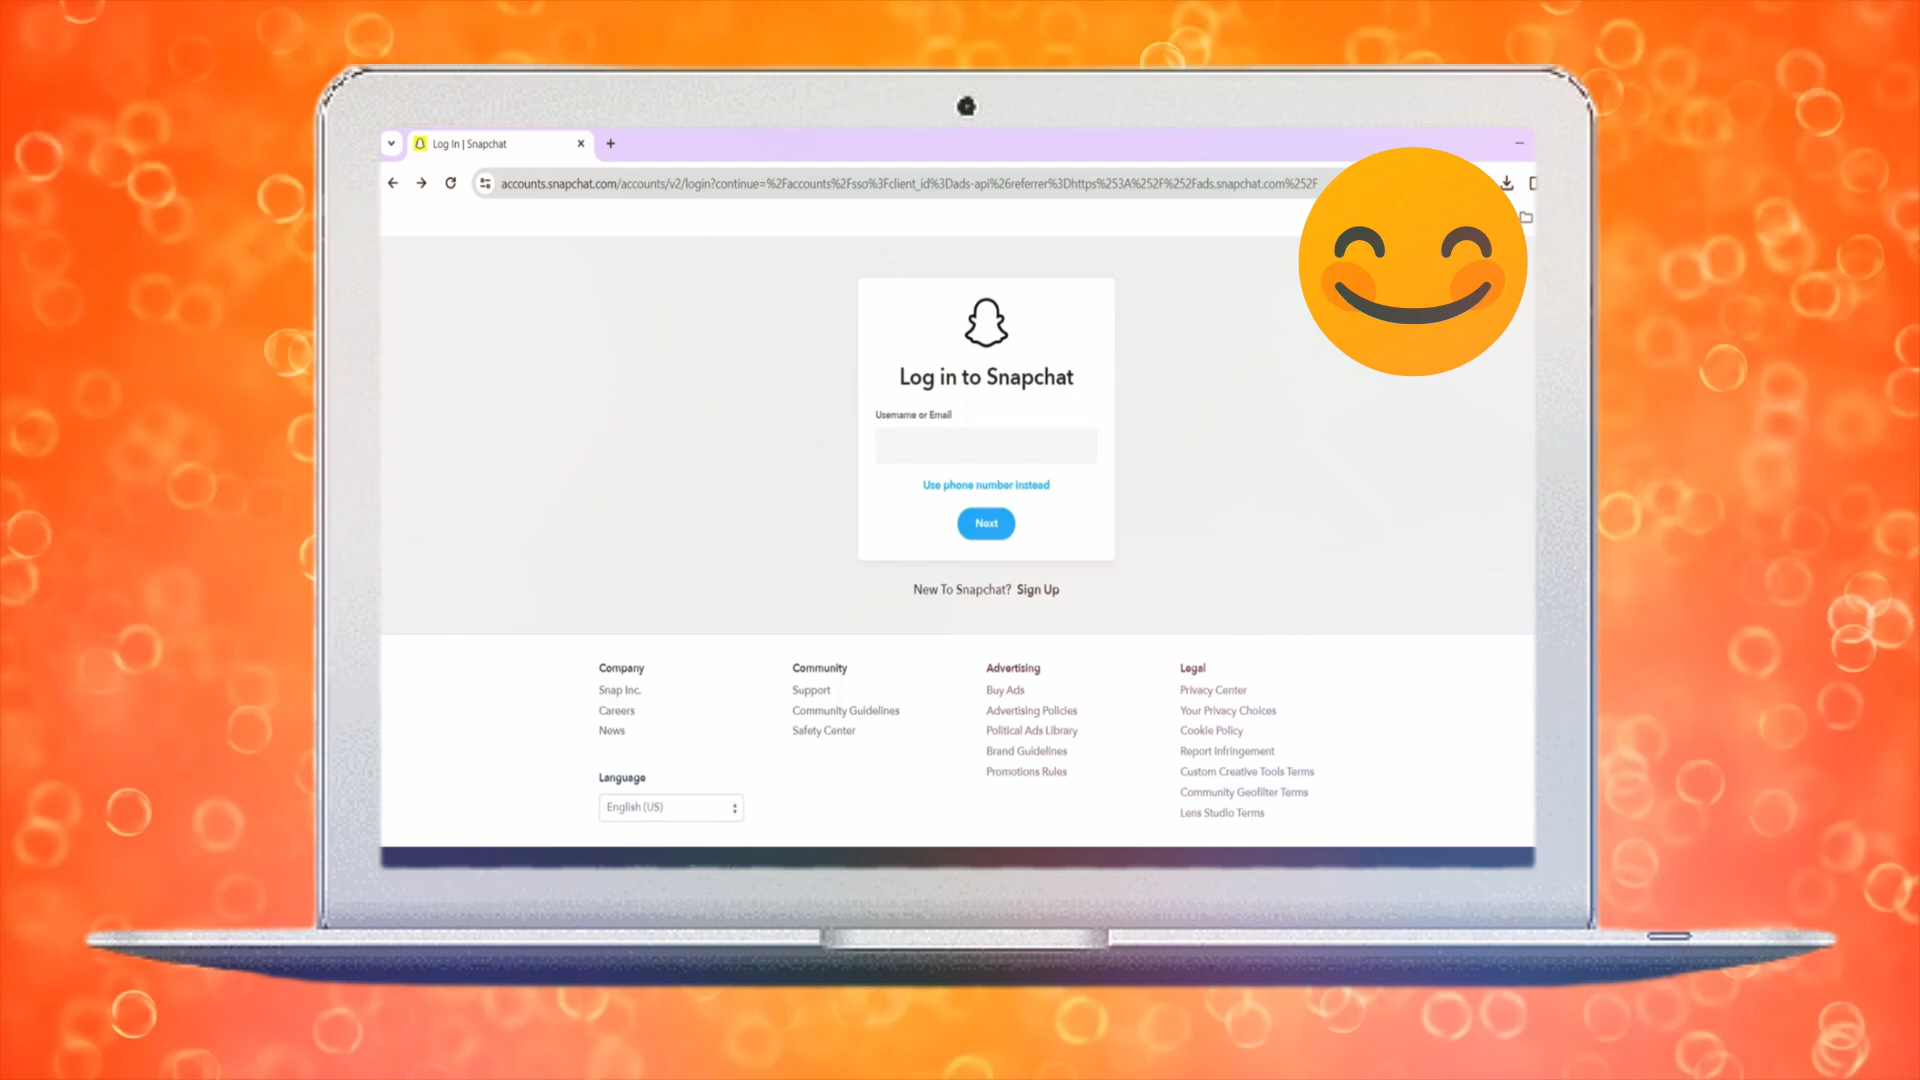 Log In | Snapchat
accounts.snapchat.com/accounts/v2/login?continue=%2Faccounts%2Fsso%3Fclient_id%3Dads-api%26referrer%3Dhttps%253A%252F%252Fads.snapchat.com%252F
Log in to Snapchat
Username or Email
Use phone number instead
Next
New To Snapchat? Sign Up
Company
Snap Inc.
Careers
News
Language
English (US)
Community
Support
Community Guidelines
Safety Center
Advertising
Buy Ads
Advertising Policies
Political Ads Library
Brand Guidelines
Promotions Rules
Legal
Privacy Center
Your Privacy Choices
Cookie Policy
Report Infringement
Custom Creative Tools Terms
Community Geofilter Terms
Lens Studio Terms